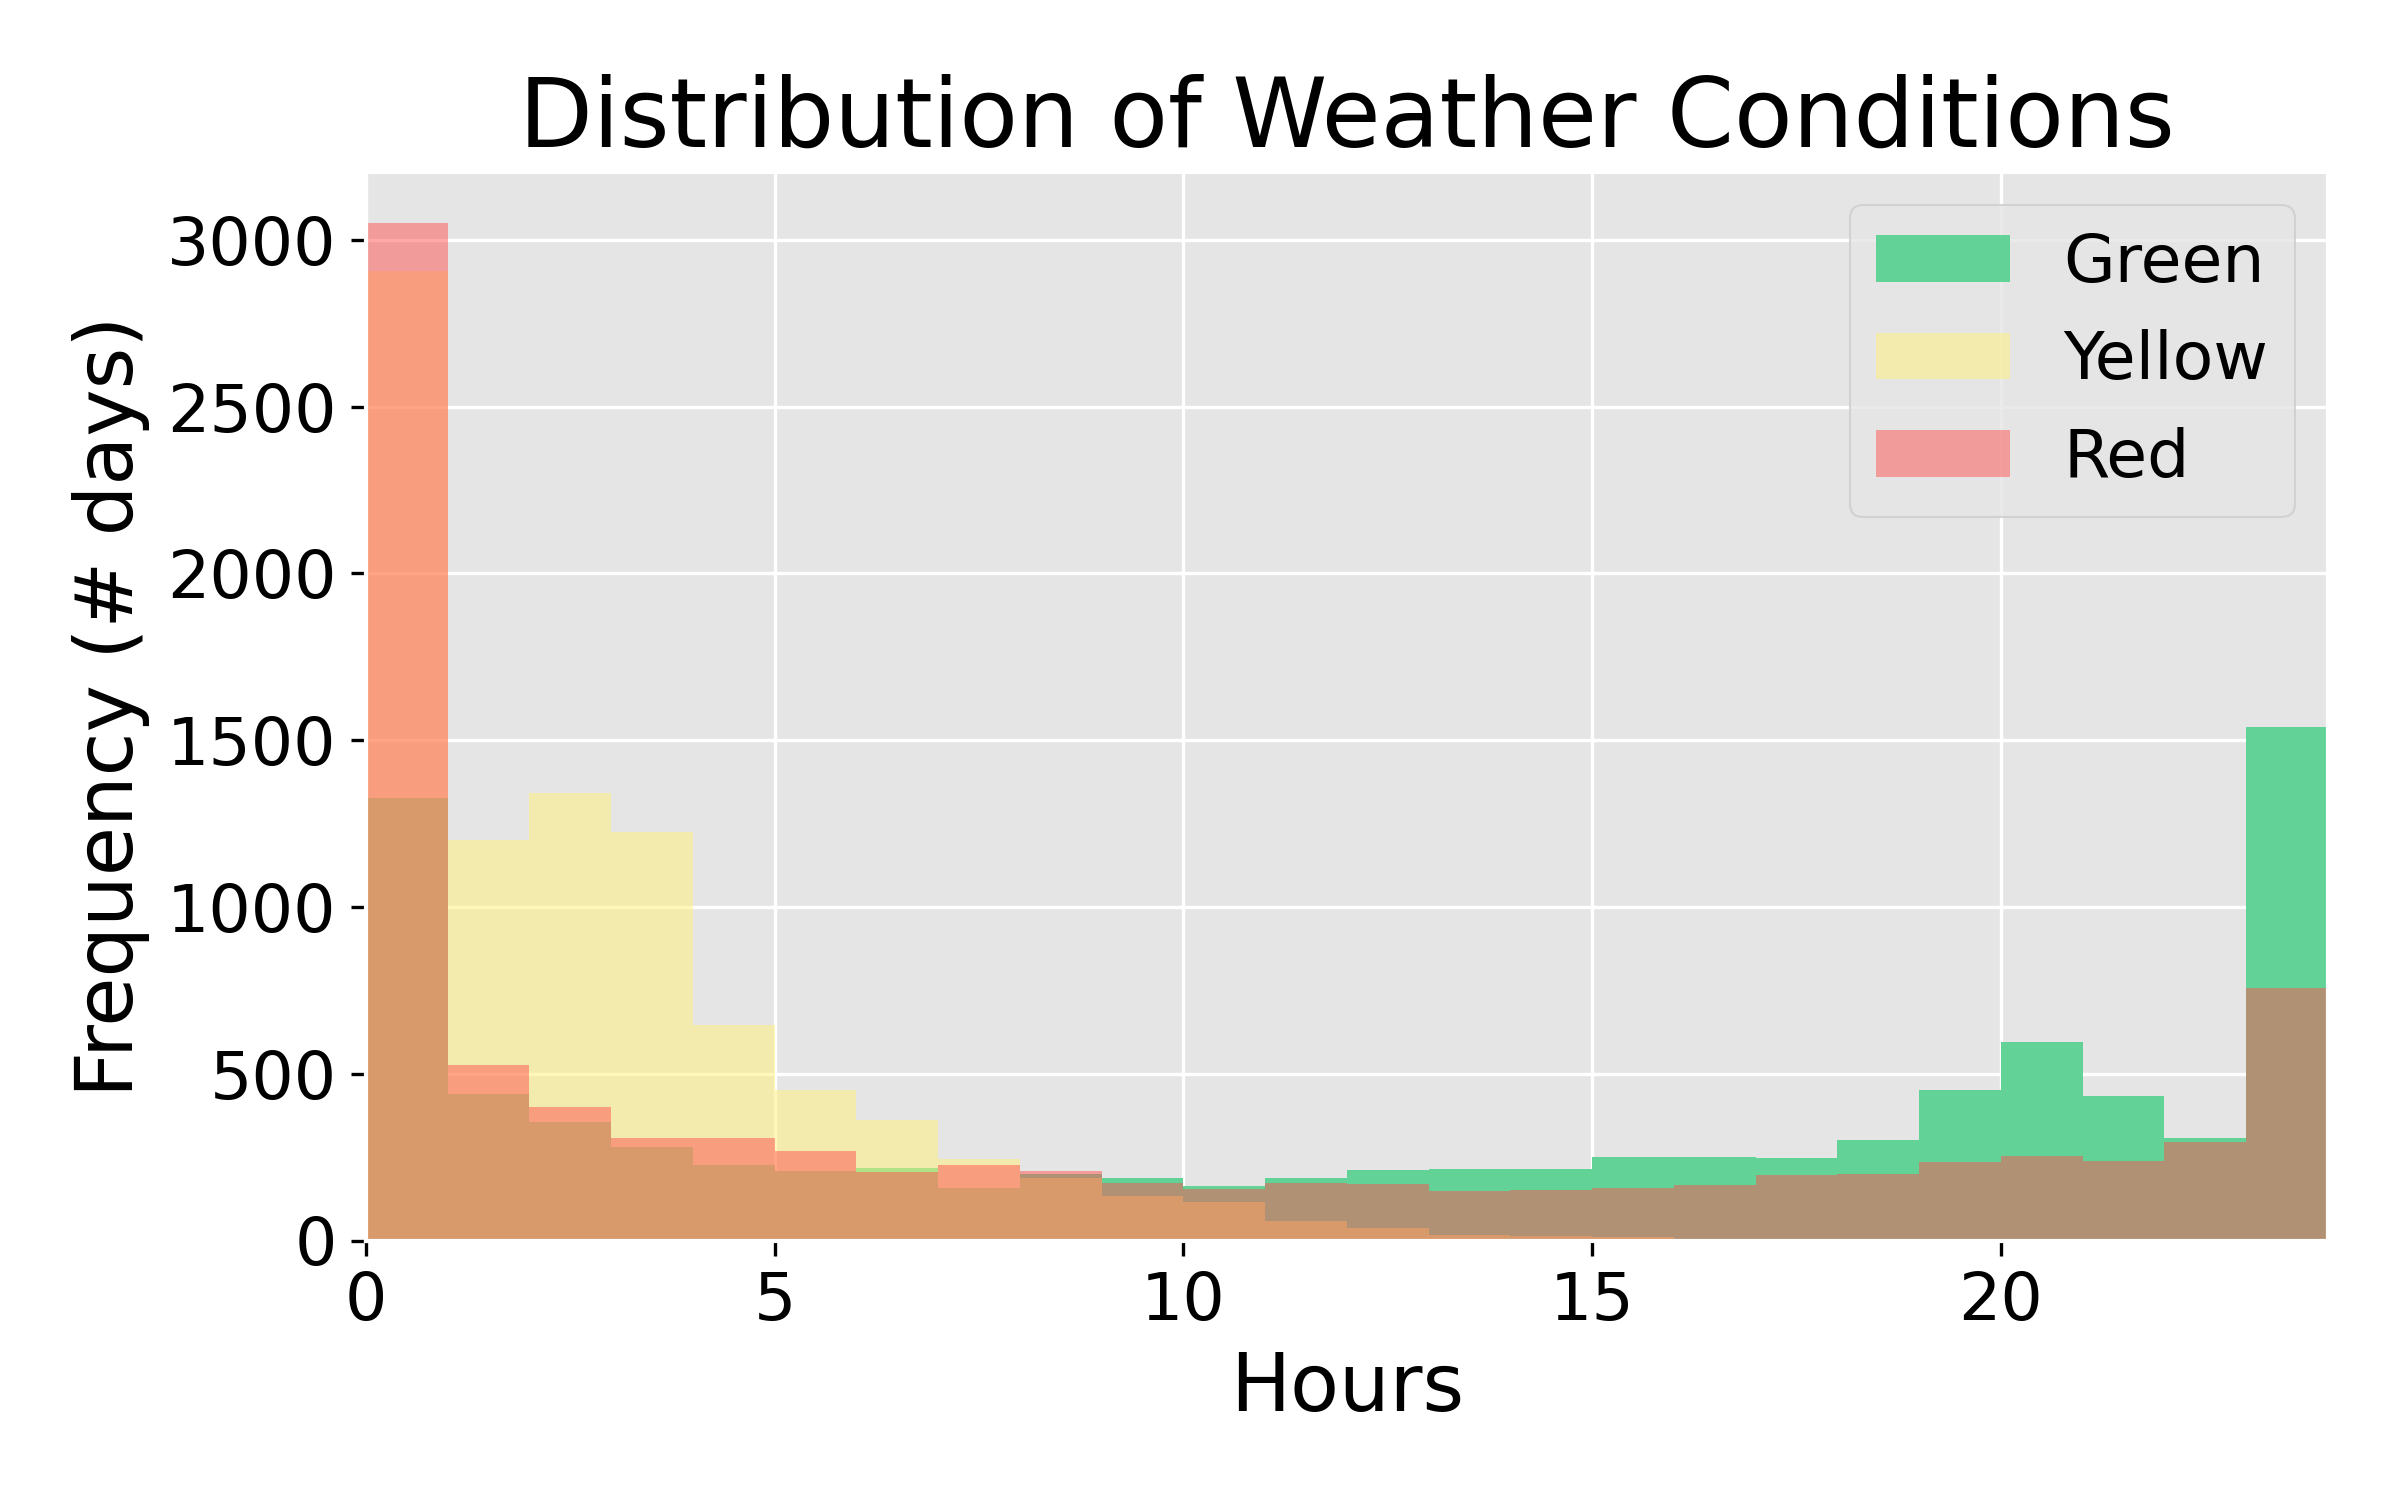 Distribution of Weather Conditions
Frequency (# days)
3000
2500
2000
1500
1000
500
0
0 5 10 15 20
Hours
Green
Yellow
Red